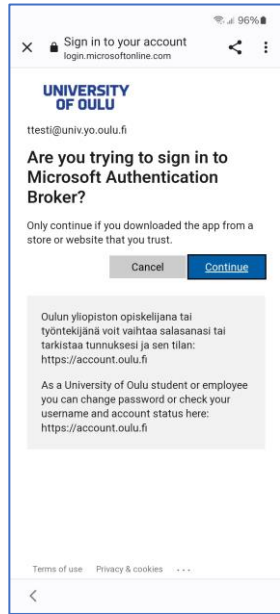 96%
Sign in to your account
login.microsoftonline.com
UNIVERSITY
OF OULU
ttesti@univ.yo.oulu.fi
Are you trying to sign in to
Microsoft Authentication
Broker?
Only continue if you downloaded the app from a
store or website that you trust.
Cancel Continue
Oulun yliopiston opiskelijana tai
työntekijänä voit vaihtaa salasanasi tai
tarkistaa tunnuksesi ja sen tilan:
https://account.oulu.fi
As a University of Oulu student or employee
you can change password or check your
username and account status here:
https://account.oulu.fi
Terms of use Privacy & cookies ...